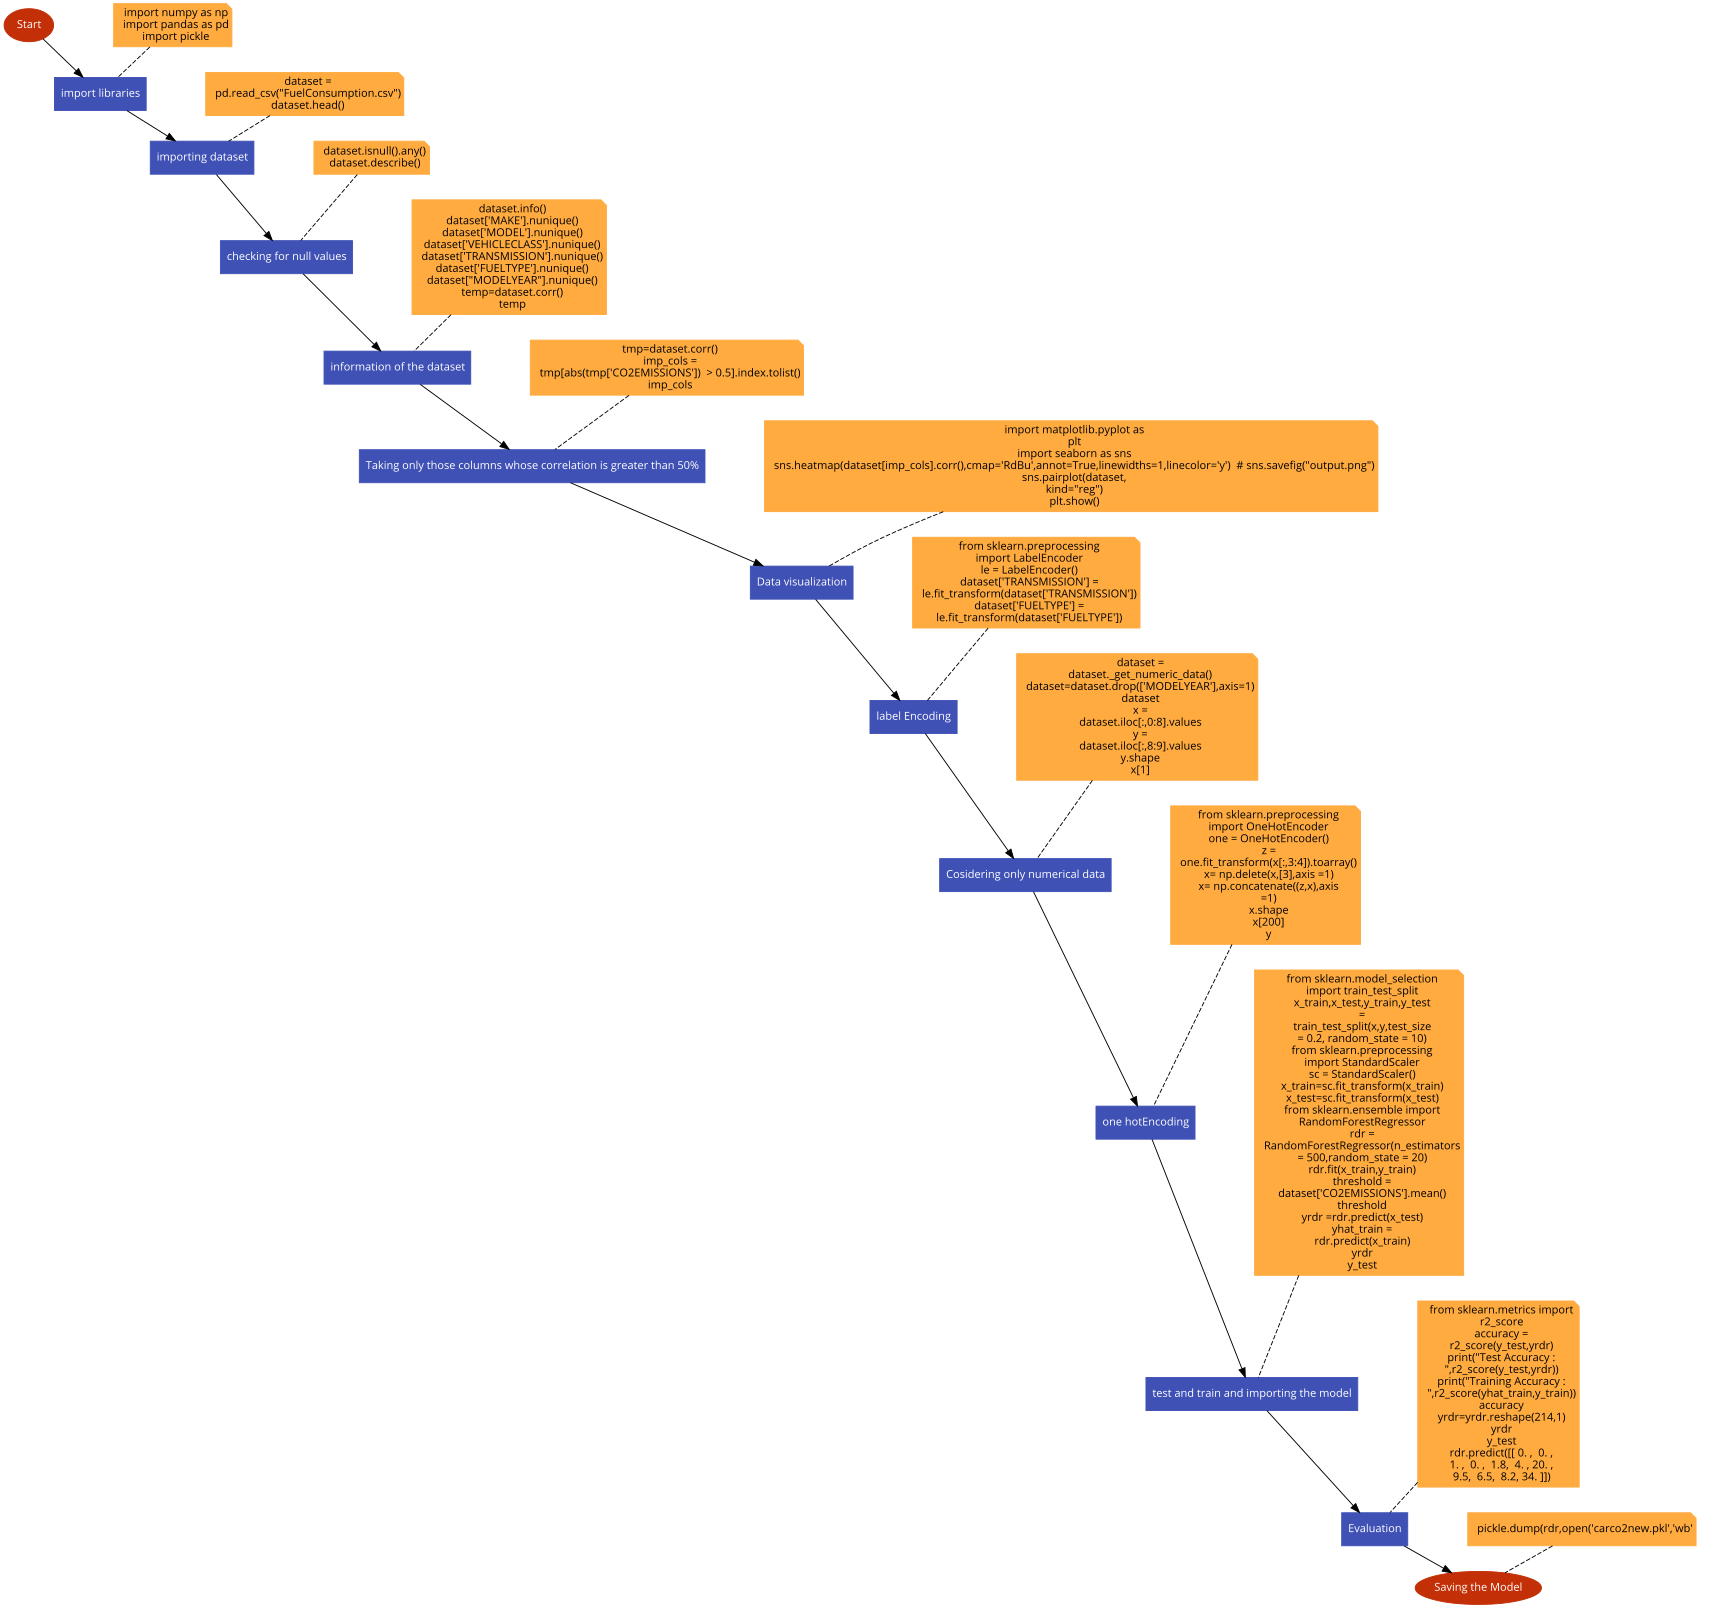 Start
import numpy as np
import pandas as pd
import pickle
import libraries
dataset =
pd.read_csv("FuelConsumption.csv")
dataset.head()
importing dataset
dataset.isnull().any()
dataset.describe()
checking for null values
dataset.info()
dataset['MAKE'].nunique()
dataset['MODEL'].nunique()
dataset['VEHICLECLASS'].nunique()
dataset['TRANSMISSION'].nunique()
dataset['FUELTYPE'].nunique()
dataset["MODELYEAR"].nunique()
temp=dataset.corr()
temp
information of the dataset
tmp=dataset.corr()
imp_cols =
tmp[abs(tmp['CO2EMISSIONS'])  > 0.5].index.tolist()
imp_cols
Taking only those columns whose correlation is greater than 50%
import matplotlib.pyplot as
plt
import seaborn as sns
sns.heatmap(dataset[imp_cols].corr(),cmap='RdBu',annot=True,linewidths=1,linecolor='y')  # sns.savefig("output.png")
sns.pairplot(dataset,
kind="reg")
plt.show()
Data visualization
from sklearn.preprocessing
import LabelEncoder
le = LabelEncoder()
dataset['TRANSMISSION'] =
le.fit_transform(dataset['TRANSMISSION'])
dataset['FUELTYPE'] =
le.fit_transform(dataset['FUELTYPE'])
label Encoding
dataset =
dataset._get_numeric_data()
dataset=dataset.drop(['MODELYEAR'],axis=1)
dataset
x =
dataset.iloc[:,0:8].values
y =
dataset.iloc[:,8:9].values
y.shape
x[1]
Cosidering only numerical data
from sklearn.preprocessing
import OneHotEncoder
one = OneHotEncoder()
z =
one.fit_transform(x[:,3:4]).toarray()
x= np.delete(x,[3],axis =1)
x= np.concatenate((z,x),axis
=1)
x.shape
x[200]
y
one hotEncoding
from sklearn.model_selection
import train_test_split
x_train,x_test,y_train,y_test
=
train_test_split(x,y,test_size
= 0.2, random_state = 10)
from sklearn.preprocessing
import StandardScaler
sc = StandardScaler()
x_train=sc.fit_transform(x_train)
x_test=sc.fit_transform(x_test)
from sklearn.ensemble import
RandomForestRegressor
rdr =
RandomForestRegressor(n_estimators
= 500,random_state = 20)
rdr.fit(x_train,y_train)
threshold =
dataset['CO2EMISSIONS'].mean()
threshold
yrdr =rdr.predict(x_test)
yhat_train =
rdr.predict(x_train)
yrdr
y_test
test and train and importing the model
from sklearn.metrics import
r2_score
accuracy =
r2_score(y_test,yrdr)
print("Test Accuracy :
",r2_score(y_test,yrdr))
print("Training Accuracy :
",r2_score(yhat_train,y_train))
accuracy
yrdr=yrdr.reshape(214,1)
yrdr
y_test
rdr.predict([[ 0. ,  0. ,
1. ,  0. ,  1.8,  4. , 20. ,
9.5,  6.5,  8.2, 34. ]])
Evaluation
pickle.dump(rdr,open('carco2new.pkl','wb'
Saving the Model